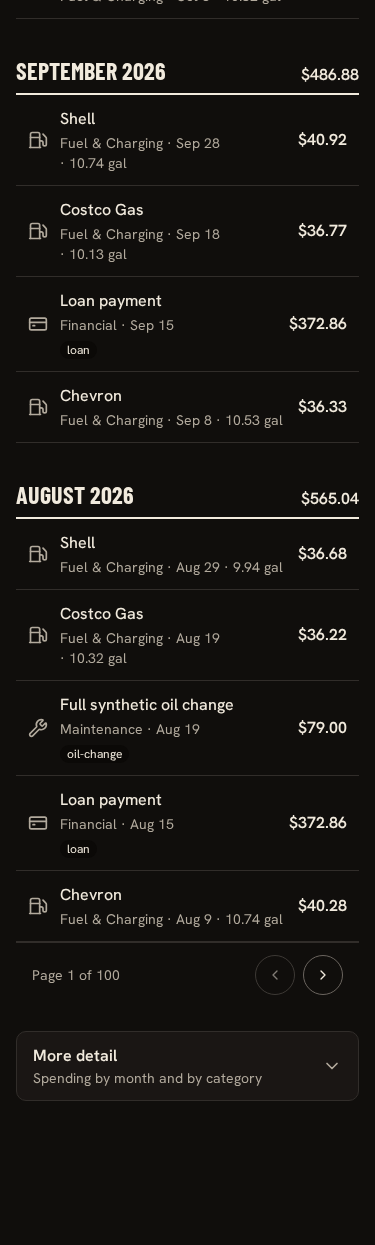 SEPTEMBER 2026
$486.88
Shell
Fuel & Charging · Sep 28
· 10.74 gal
$40.92
Costco Gas
Fuel & Charging · Sep 18
· 10.13 gal
$36.77
Loan payment
Financial · Sep 15
loan
$372.86
Chevron
Fuel & Charging · Sep 8 · 10.53 gal
$36.33
AUGUST 2026
$565.04
Shell
Fuel & Charging · Aug 29 · 9.94 gal
$36.68
Costco Gas
Fuel & Charging · Aug 19
· 10.32 gal
$36.22
Full synthetic oil change
Maintenance · Aug 19
oil-change
$79.00
Loan payment
Financial · Aug 15
loan
$372.86
Chevron
Fuel & Charging · Aug 9 · 10.74 gal
$40.28
Page 1 of 100
More detail
Spending by month and by category